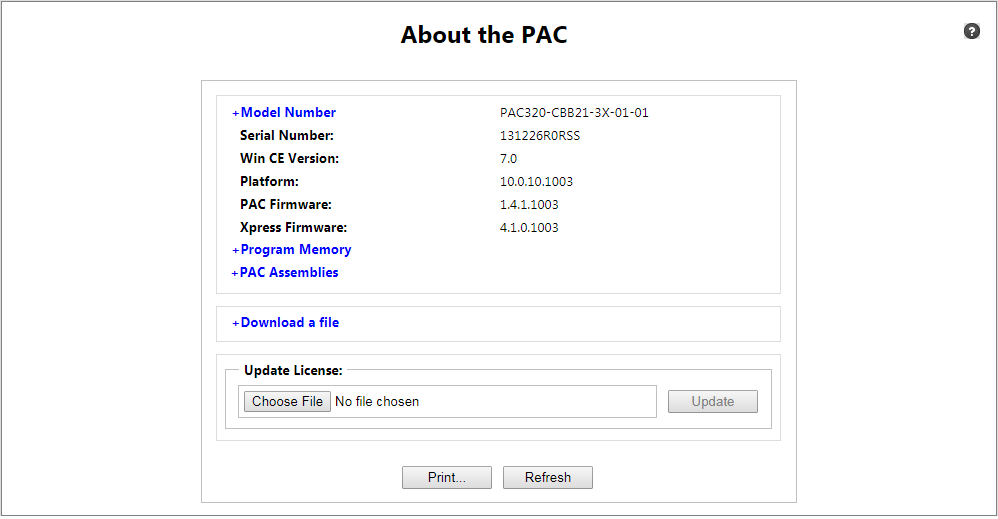 About the PAC
?
+Model Number PAC320-CBB21-3X-01-01
Serial Number: 131226R0RSS
Win CE Version: 7.0
Platform: 10.0.10.1003
PAC Firmware: 1.4.1.1003
Xpress Firmware: 4.1.0.1003
+Program Memory
+PAC Assemblies
+Download a file
Update License:
Choose File No file chosen Update
Print... Refresh